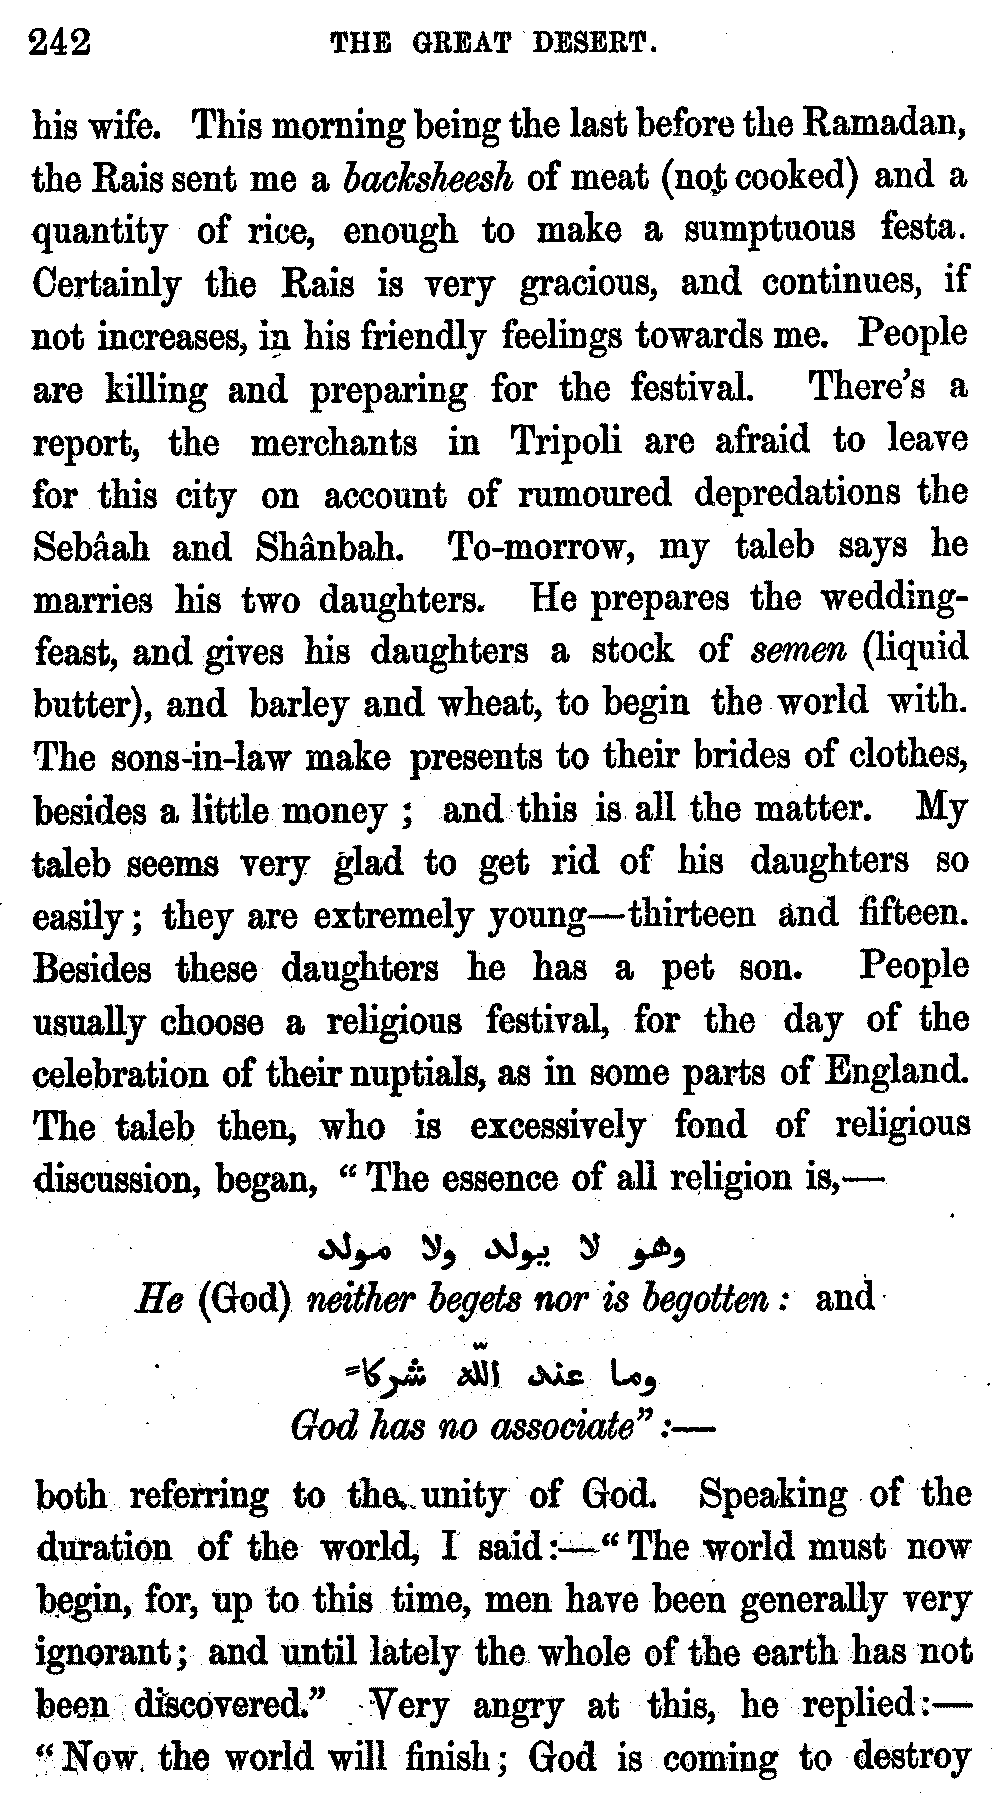 242 THE GREAT DESERT.
his wife. This morning being the last before the Ramadan,
the Rais sent me a backsheesh of meat (not cooked) and a
quantity of rice, enough to make a sumptuous festa.
Certainly the Rais is very gracious, and continues, if
not increases, in his friendly feelings towards me. People
are killing and preparing for the festival. There's a
report, the merchants in Tripoli are afraid to leave
for this city on account of rumoured depredations the
Sebâah and Shânbah. To-morrow, my taleb says he
marries his two daughters. He prepares the wedding-
feast, and gives his daughters a stock of semen (liquid
butter), and barley and wheat, to begin the world with.
The sons-in-law make presents to their brides of clothes,
besides a little money ; and this is all the matter. My
taleb seems very glad to get rid of his daughters so
easily ; they are extremely young—thirteen and fifteen.
Besides these daughters he has a pet son. People
usually choose a religious festival, for the day of the
celebration of their nuptials, as in some parts of England.
The taleb then, who is excessively fond of religious
discussion, began, “ The essence of all religion is,—
وهو لا يولد ولا مولد
He (God) neither begets nor is begotten : and
وما عند اللّه شركاء
God has no associate” :—
both referring to the unity of God. Speaking of the
duration of the world, I said :—“ The world must now
begin, for, up to this time, men have been generally very
ignorant ; and until lately the whole of the earth has not
been discovered.” Very angry at this, he replied :—
“ Now the world will finish ; God is coming to destroy